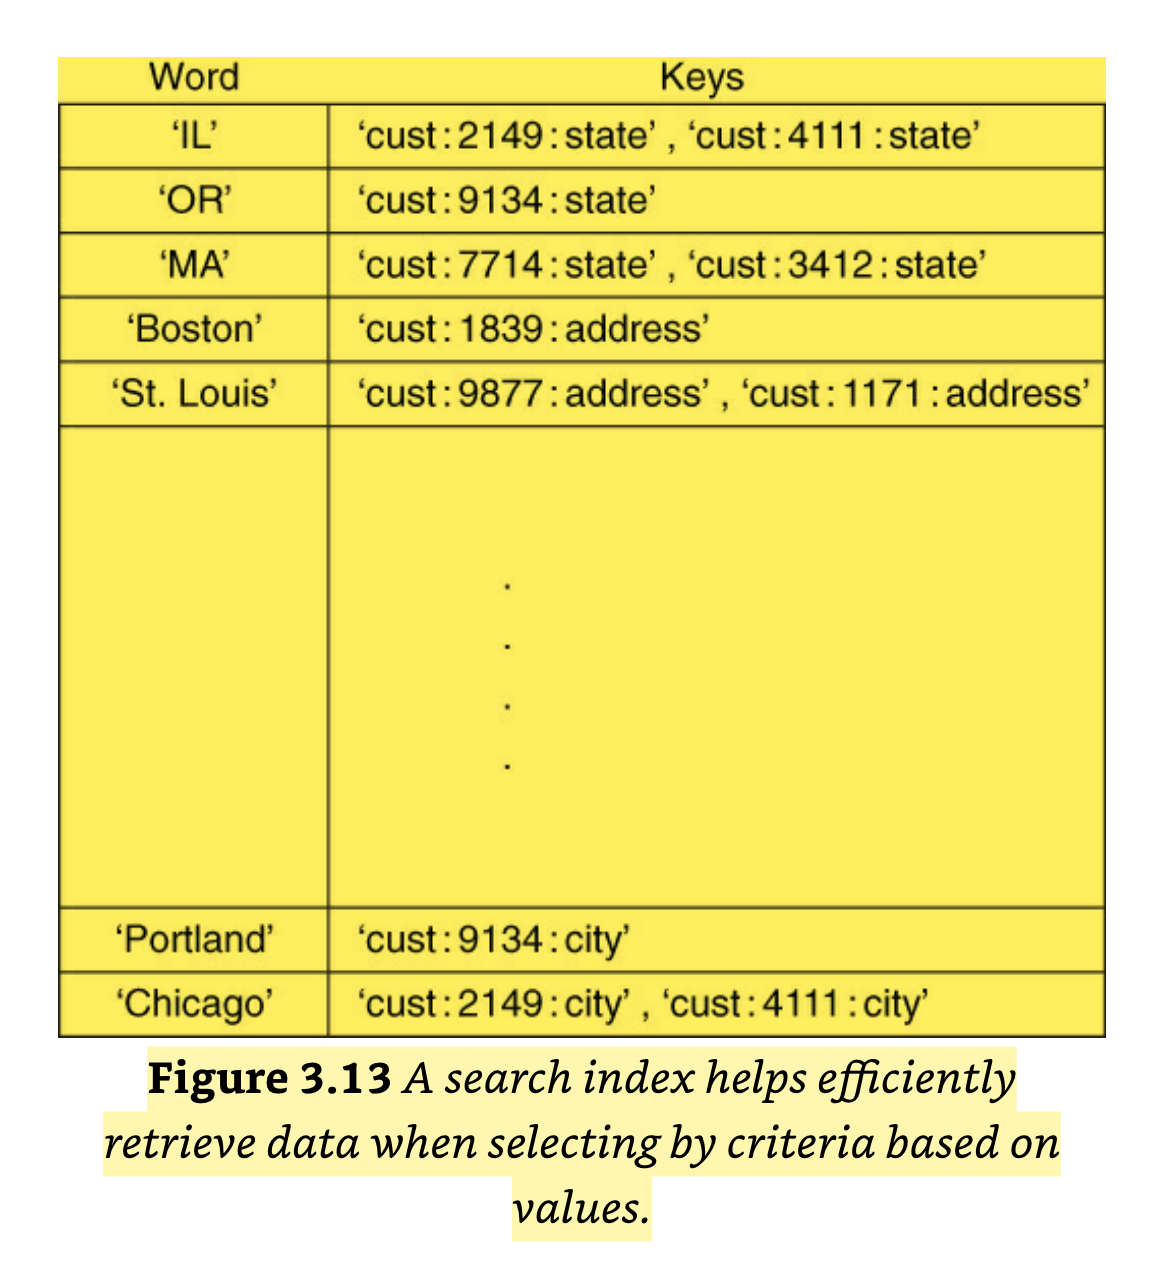 Word Keys
‘IL’ ‘cust:2149:state’ , ‘cust:4111:state’
‘OR’ ‘cust:9134:state’
‘MA’ ‘cust:7714:state’ , ‘cust:3412:state’
‘Boston’ ‘cust:1839:address’
‘St. Louis’ ‘cust:9877:address’ , ‘cust:1171:address’
.
.
.
.
‘Portland’ ‘cust:9134:city’
‘Chicago’ ‘cust:2149:city’ , ‘cust:4111:city’
Figure 3.13 A search index helps efficiently
retrieve data when selecting by criteria based on
values.